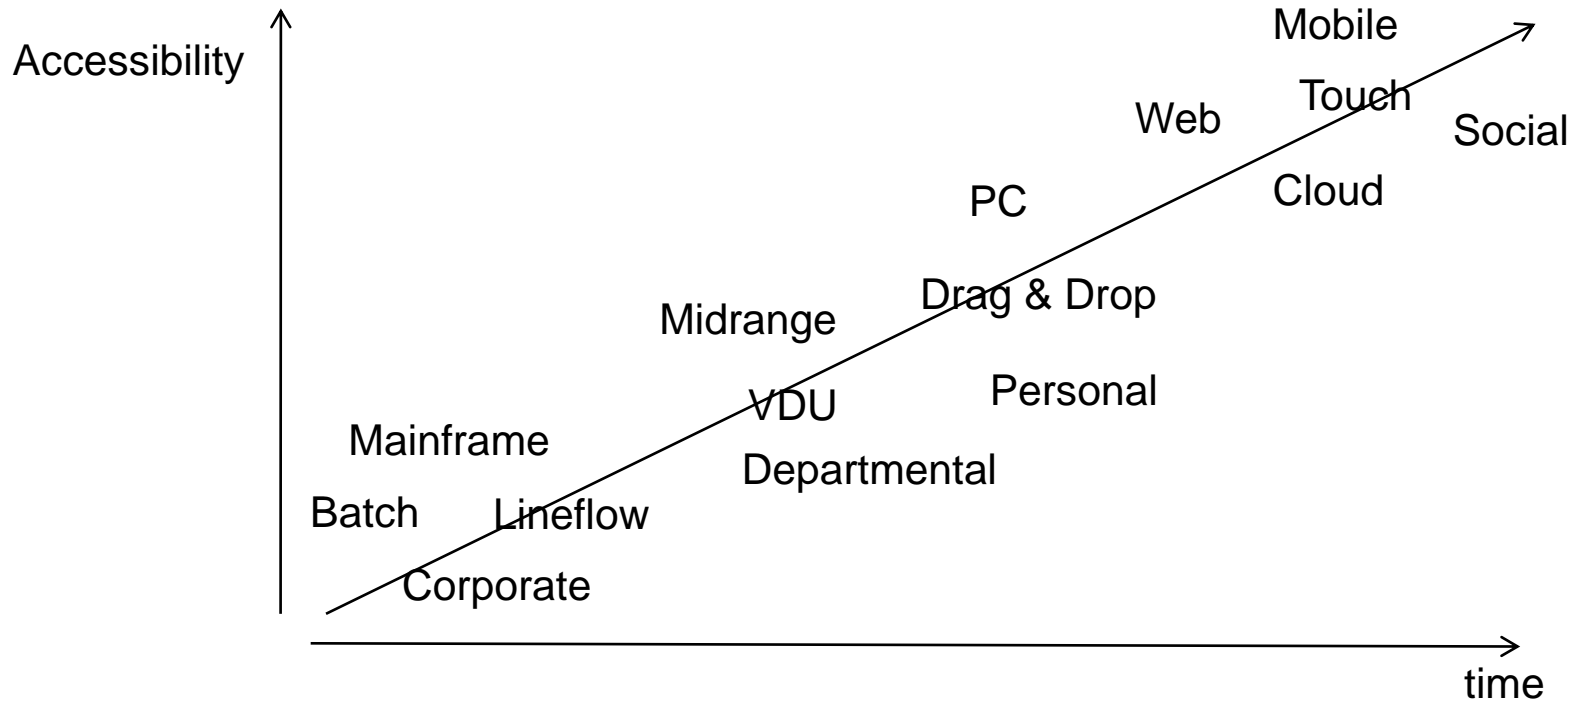 Mobile
Accessibility
Touch
Web
Social
Cloud
PC
Drag & Drop
Midrange
Personal
VDU
Mainframe
Departmental
Batch
Lineflow
Corporate
time